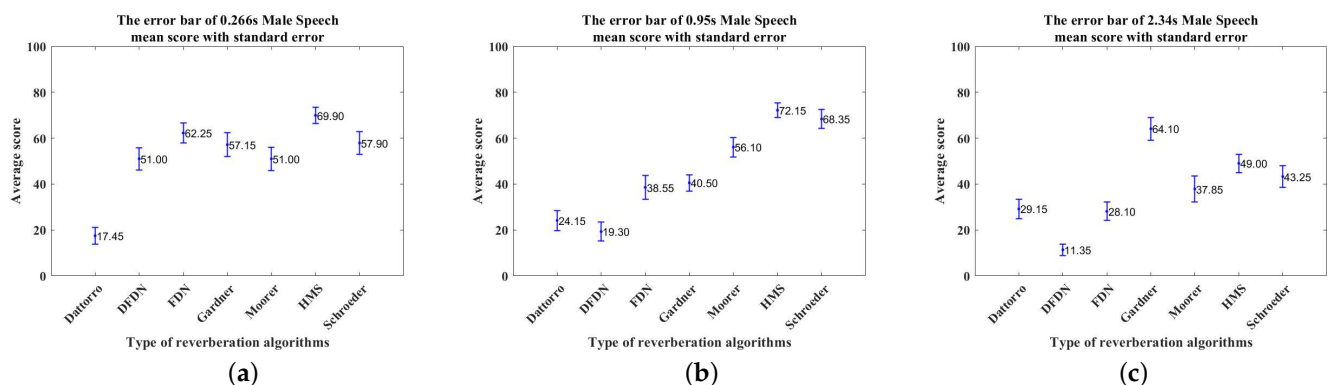 The error bar of 0.266s Male Speech
mean score with standard error
100
80
60
40
20
0
Average score
17.45
51.00
62.25
57.15
51.00
69.90
57.90
Dattorro
DFDN
FDN
Gardner
Moorer
HMS
Schroeder
Type of reverberation algorithms
(a)
The error bar of 0.95s Male Speech
mean score with standard error
100
80
60
40
20
0
Average score
24.15
19.30
38.55
40.50
56.10
72.15
68.35
Dattorro
DFDN
FDN
Gardner
Moorer
HMS
Schroeder
Type of reverberation algorithms
(b)
The error bar of 2.34s Male Speech
mean score with standard error
100
80
60
40
20
0
Average score
29.15
11.35
28.10
64.10
37.85
49.00
43.25
Dattorro
DFDN
FDN
Gardner
Moorer
HMS
Schroeder
Type of reverberation algorithms
(c)